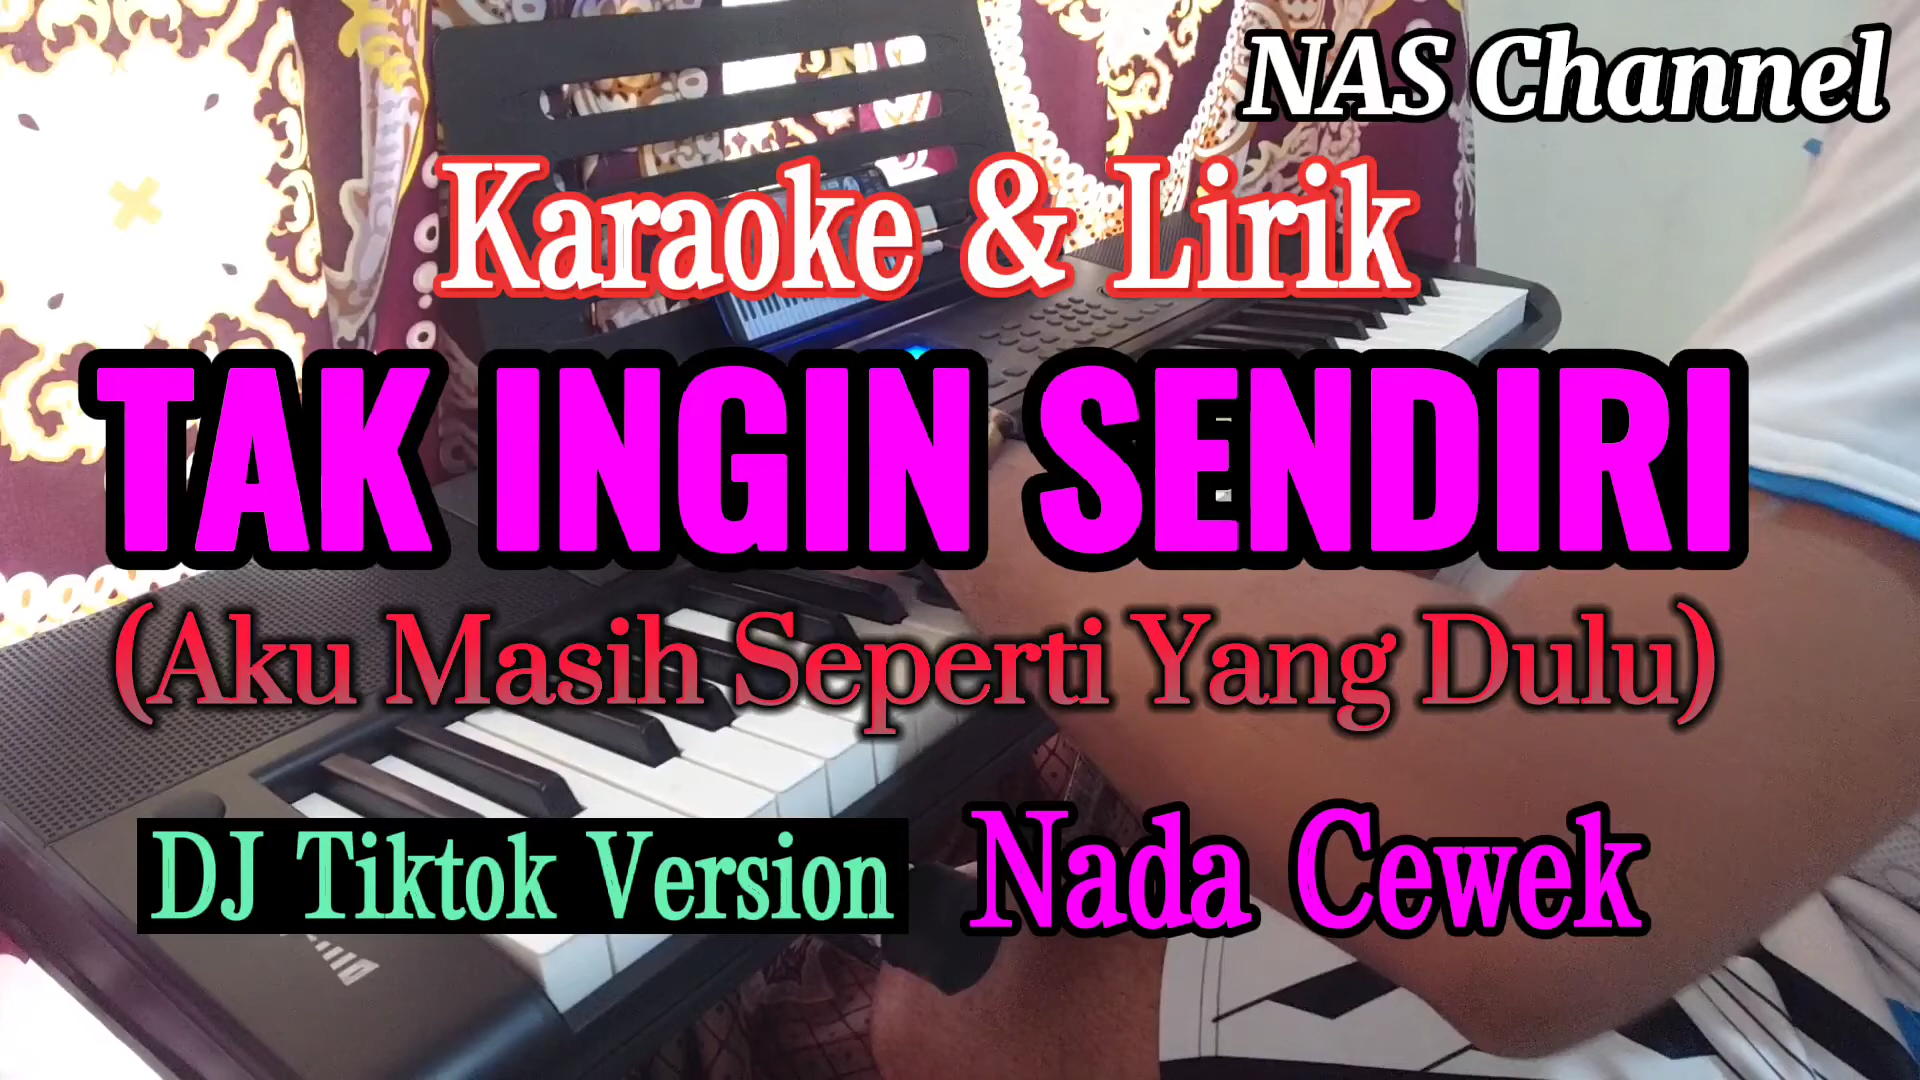 NAS Channel
Karaoke & Lirik
TAK INGIN SENDIRI
(Aku Masih Seperti Yang Dulu)
DJ Tiktok Version
Nada Cewek